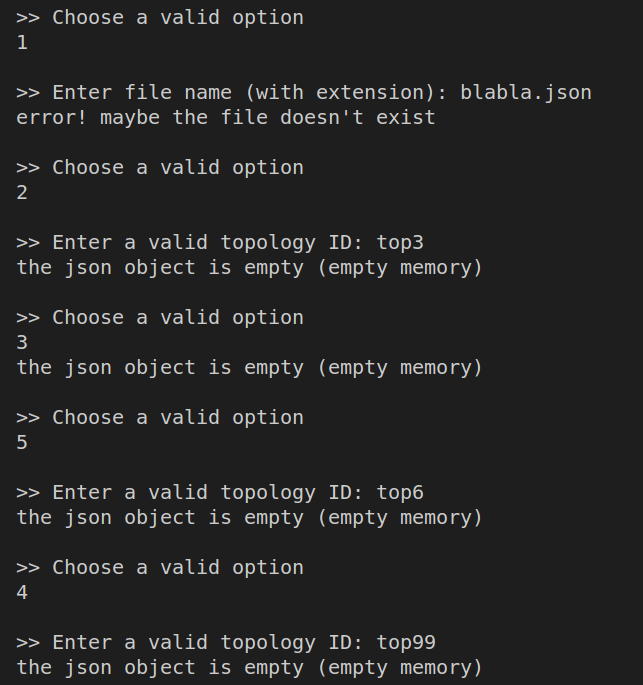 >> Choose a valid option
1
>> Enter file name (with extension): blabla.json
error! maybe the file doesn't exist
>> Choose a valid option
2
>> Enter a valid topology ID: top3
the json object is empty (empty memory)
>> Choose a valid option
3
the json object is empty (empty memory)
>> Choose a valid option
5
>> Enter a valid topology ID: top6
the json object is empty (empty memory)
>> Choose a valid option
4
>> Enter a valid topology ID: top99
the json object is empty (empty memory)